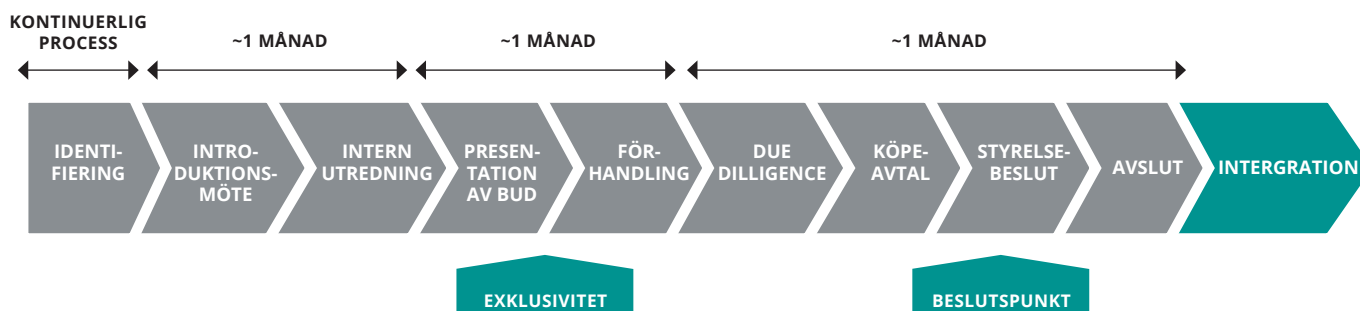 KONTINUERLIG
PROCESS
~1 MÅNAD
~1 MÅNAD
~1 MÅNAD
IDENTI-
FIERING
INTRO-
DUKTIONS-
MÖTE
INTERN
UTREDNING
PRESEN-
TATION
AV BUD
FÖR-
HANDLING
DUE
DILLIGENCE
KÖPE-
AVTAL
STYRELSE-
BESLUT
AVSLUT
INTERGRATION
EXKLUSIVITET
BESLUTSPUNKT